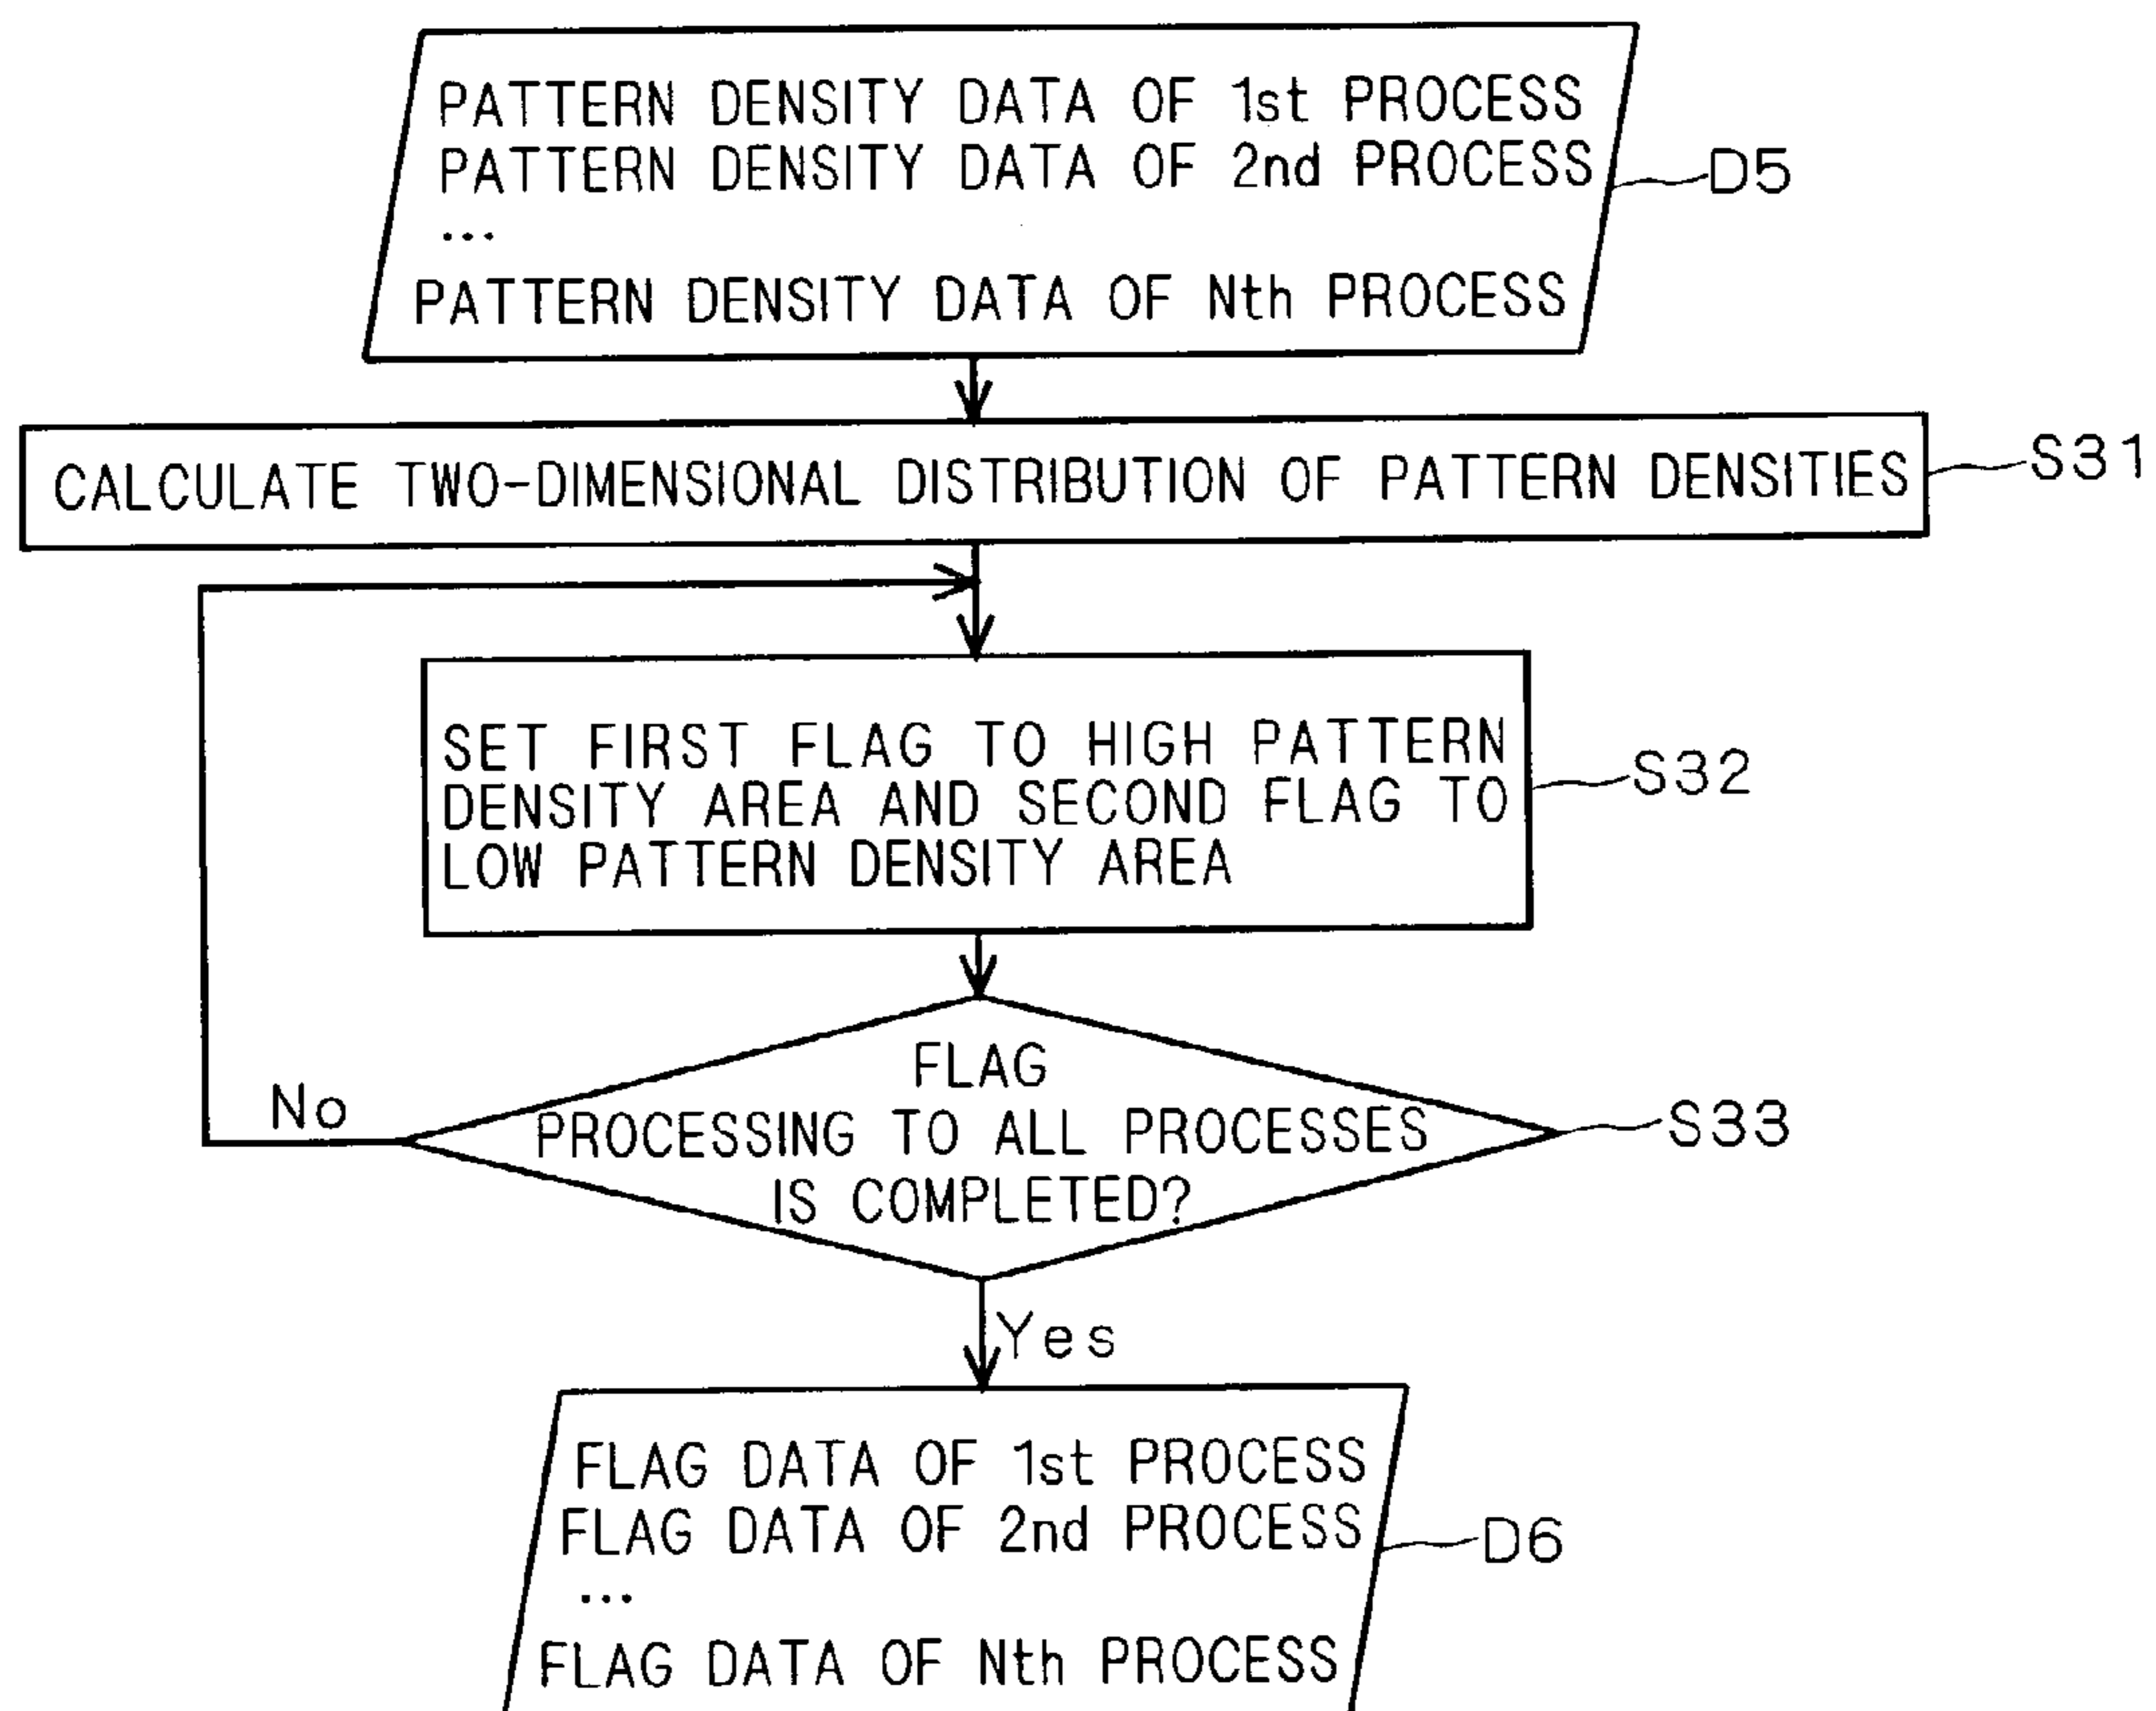 PATTERN DENSITY DATA OF 1st PROCESS
PATTERN DENSITY DATA OF 2nd PROCESS
D5
...
PATTERN DENSITY DATA OF Nth PROCESS
CALCULATE TWO-DIMENSIONAL DISTRIBUTION OF PATTERN DENSITIES
S31
SET FIRST FLAG TO HIGH PATTERN
DENSITY AREA AND SECOND FLAG TO
LOW PATTERN DENSITY AREA
S32
FLAG
PROCESSING TO ALL PROCESSES
IS COMPLETED?
S33
No
Yes
FLAG DATA OF 1st PROCESS
FLAG DATA OF 2nd PROCESS
D6
...
FLAG DATA OF Nth PROCESS